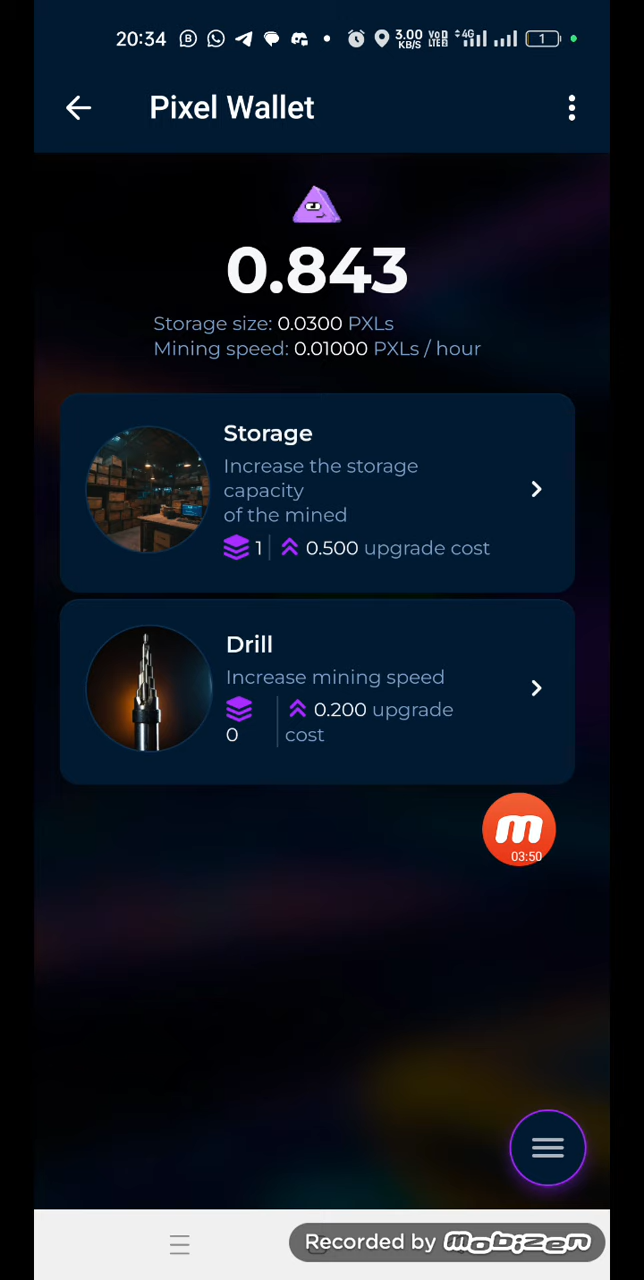 20:34 3.00 KB/S VoD LTE 4G 1
Pixel Wallet
0.843
Storage size: 0.0300 PXLs
Mining speed: 0.01000 PXLs / hour
Storage
Increase the storage
capacity
of the mined
1 0.500 upgrade cost
Drill
Increase mining speed
0 0.200 upgrade
cost
m
03:50
Recorded by mobizen